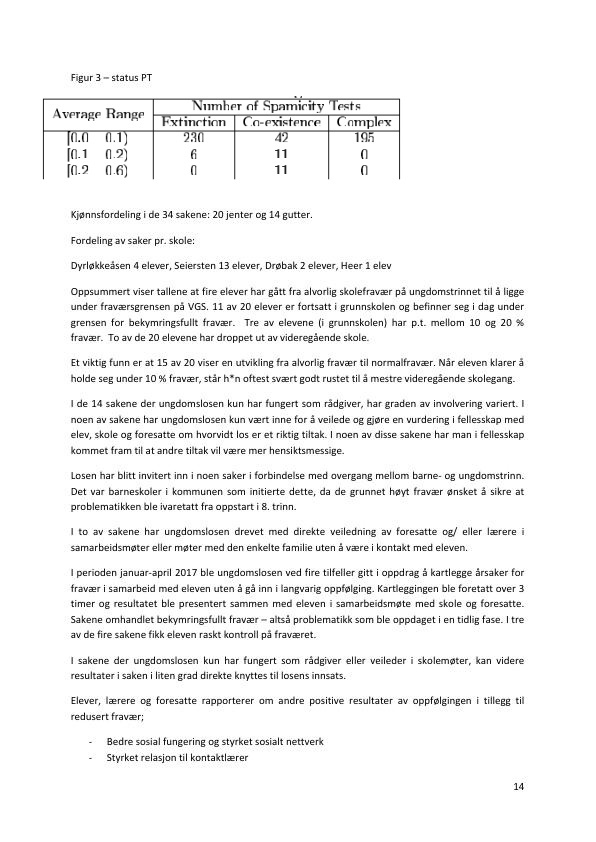 Figur 3 – status PT
Average Range Number of Spamicity Tests
Extinction Co-existence Complex
[0.0 0.1) 230 42 195
[0.1 0.2) 6 11 0
[0.2 0.6) 0 11 0
Kjønnsfordeling i de 34 sakene: 20 jenter og 14 gutter.
Fordeling av saker pr. skole:
Dyrløkkeåsen 4 elever, Seiersten 13 elever, Drøbak 2 elever, Heer 1 elev
Oppsummert viser tallene at fire elever har gått fra alvorlig skolefravær på ungdomstrinnet til å ligge
under fraværsgrensen på VGS. 11 av 20 elever er fortsatt i grunnskolen og befinner seg i dag under
grensen for bekymringsfullt fravær. Tre av elevene (i grunnskolen) har p.t. mellom 10 og 20 %
fravær. To av de 20 elevene har droppet ut av videregående skole.
Et viktig funn er at 15 av 20 viser en utvikling fra alvorlig fravær til normalfravær. Når eleven klarer å
holde seg under 10 % fravær, står h*n oftest svært godt rustet til å mestre videregående skolegang.
I de 14 sakene der ungdomslosen kun har fungert som rådgiver, har graden av involvering variert. I
noen av sakene har ungdomslosen kun vært inne for å veilede og gjøre en vurdering i fellesskap med
elev, skole og foresatte om hvorvidt los er et riktig tiltak. I noen av disse sakene har man i fellesskap
kommet fram til at andre tiltak vil være mer hensiktsmessige.
Losen har blitt invitert inn i noen saker i forbindelse med overgang mellom barne- og ungdomstrinn.
Det var barneskoler i kommunen som initierte dette, da de grunnet høyt fravær ønsket å sikre at
problematikken ble ivaretatt fra oppstart i 8. trinn.
I to av sakene har ungdomslosen drevet med direkte veiledning av foresatte og/ eller lærere i
samarbeidsmøter eller møter med den enkelte familie uten å være i kontakt med eleven.
I perioden januar-april 2017 ble ungdomslosen ved fire tilfeller gitt i oppdrag å kartlegge årsaker for
fravær i samarbeid med eleven uten å gå inn i langvarig oppfølging. Kartleggingen ble foretatt over 3
timer og resultatet ble presentert sammen med eleven i samarbeidsmøte med skole og foresatte.
Sakene omhandlet bekymringsfullt fravær – altså problematikk som ble oppdaget i en tidlig fase. I tre
av de fire sakene fikk eleven raskt kontroll på fraværet.
I sakene der ungdomslosen kun har fungert som rådgiver eller veileder i skolemøter, kan videre
resultater i saken i liten grad direkte knyttes til losens innsats.
Elever, lærere og foresatte rapporterer om andre positive resultater av oppfølgingen i tillegg til
redusert fravær;
- Bedre sosial fungering og styrket sosialt nettverk
- Styrket relasjon til kontaktlærer
14